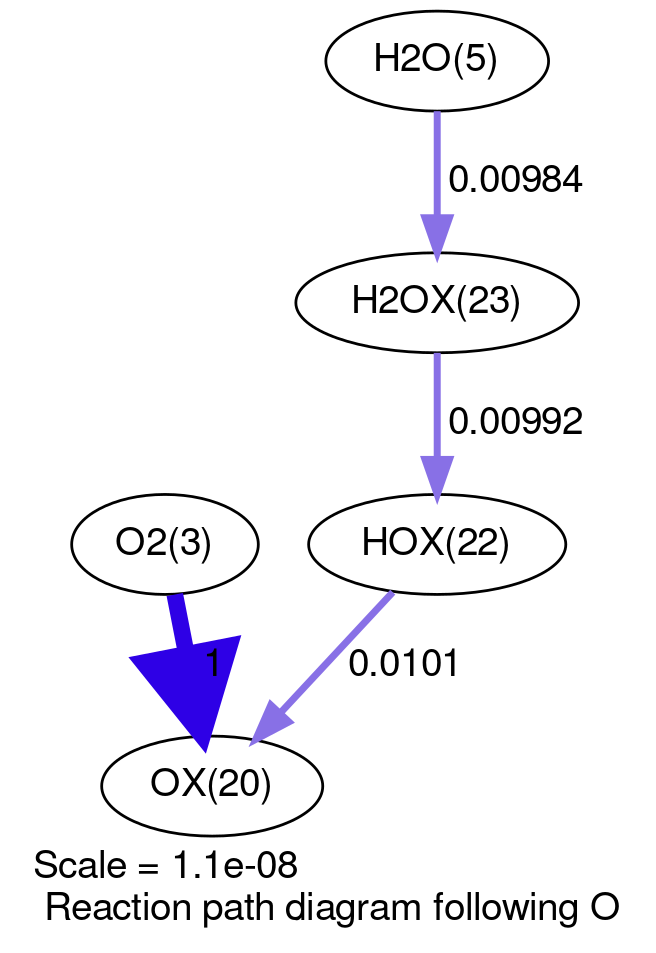 H2O(5)
0.00984
H2OX(23)
0.00992
O2(3)
HOX(22)
1
0.0101
OX(20)
Scale = 1.1e-08
Reaction path diagram following O